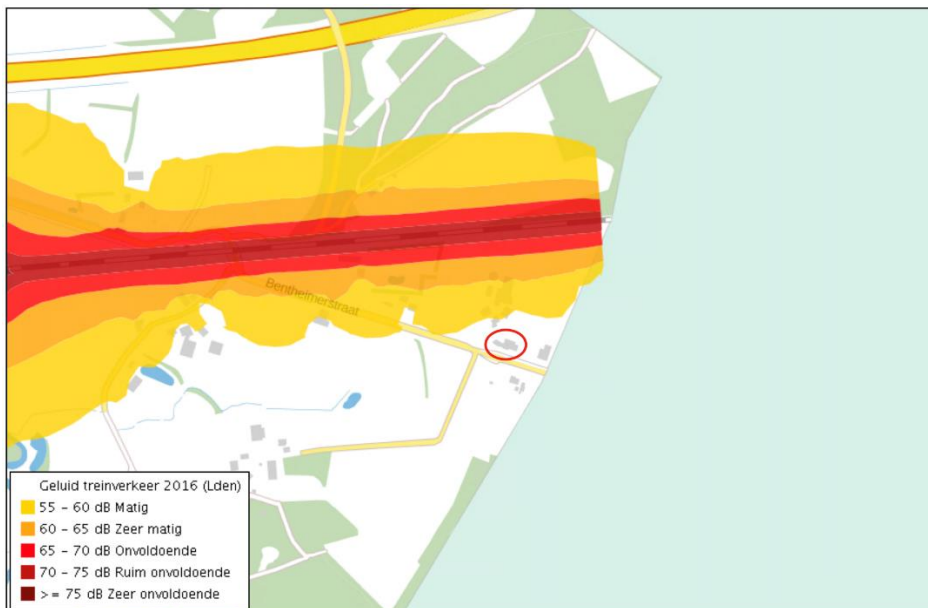 Bentheimerstraat
Geluid treinverkeer 2016 (Lden)
55 – 60 dB Matig
60 – 65 dB Zeer matig
65 – 70 dB Onvoldoende
70 – 75 dB Ruim onvoldoende
>= 75 dB Zeer onvoldoende